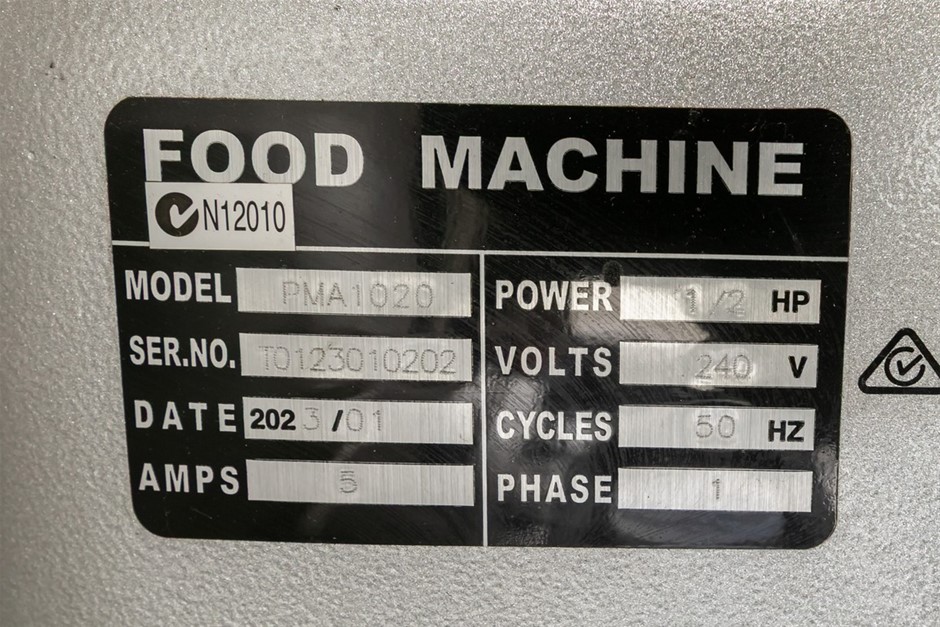 FOOD MACHINE
N12010
MODEL PMA1020
SER.NO. T0123010202
DATE 2023/01
AMPS 5
POWER 1/2 HP
VOLTS 240 V
CYCLES 50 HZ
PHASE 1